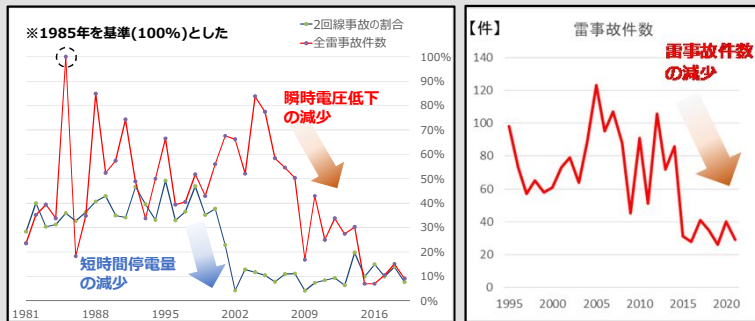 ※1985年を基準(100%)とした
2回線事故の割合
全雷事故件数
100%
90%
80%
70%
60%
50%
40%
30%
20%
10%
0%
瞬時電圧低下
の減少
短時間停電量
の減少
1981 1988 1995 2002 2009 2016
【件】 雷事故件数
雷事故件数
の減少
140
120
100
80
60
40
20
0
1995 2000 2005 2010 2015 2020